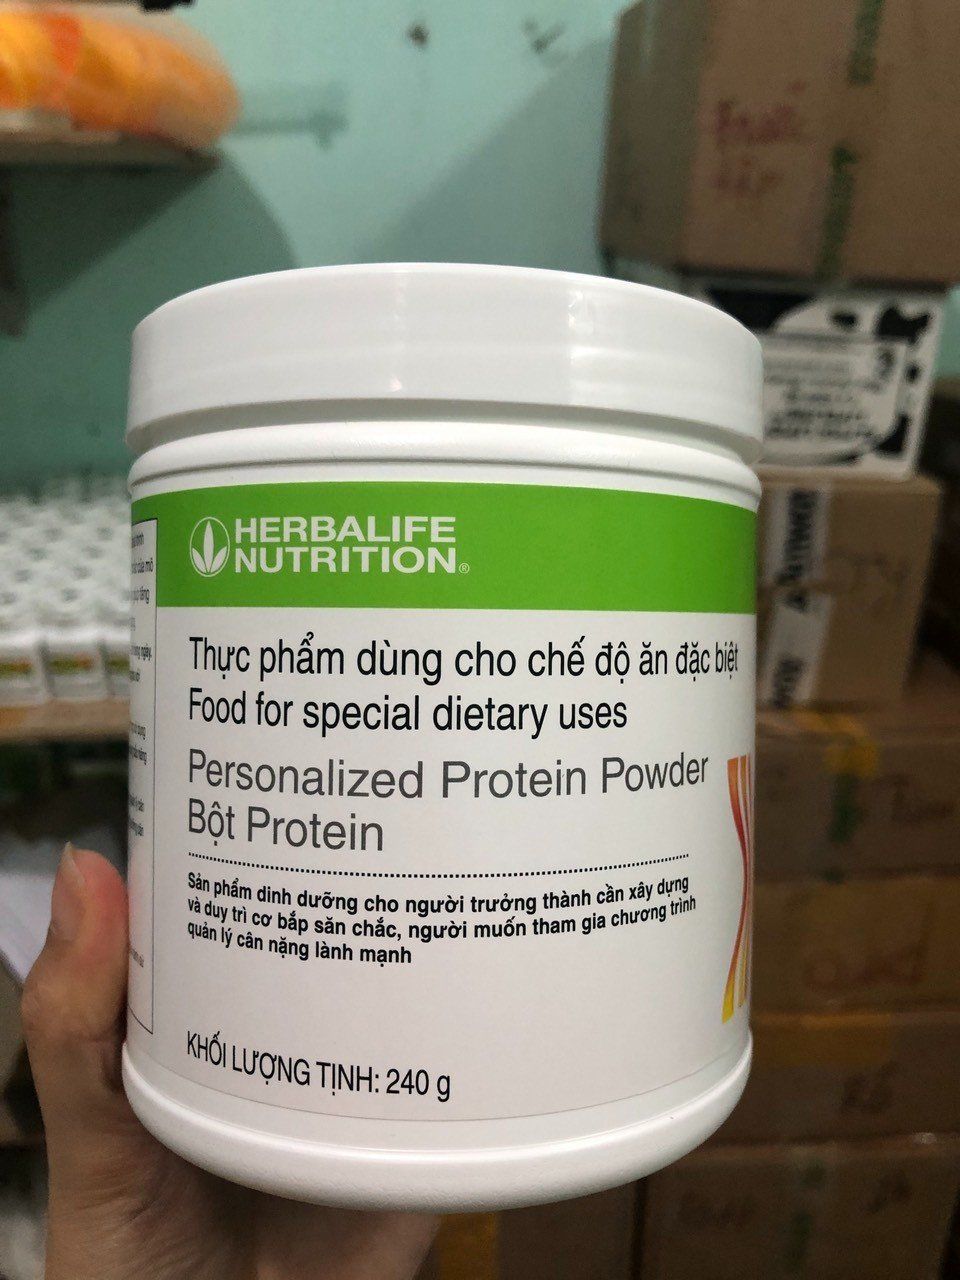 HERBALIFE
NUTRITION®
Thực phẩm dùng cho chế độ ăn đặc biệt
Food for special dietary uses
Personalized Protein Powder
Bột Protein
Sản phẩm dinh dưỡng cho người trưởng thành cần xây dựng
và duy trì cơ bắp săn chắc, người muốn tham gia chương trình
quản lý cân nặng lành mạnh
KHỐI LƯỢNG TỊNH: 240 g
3